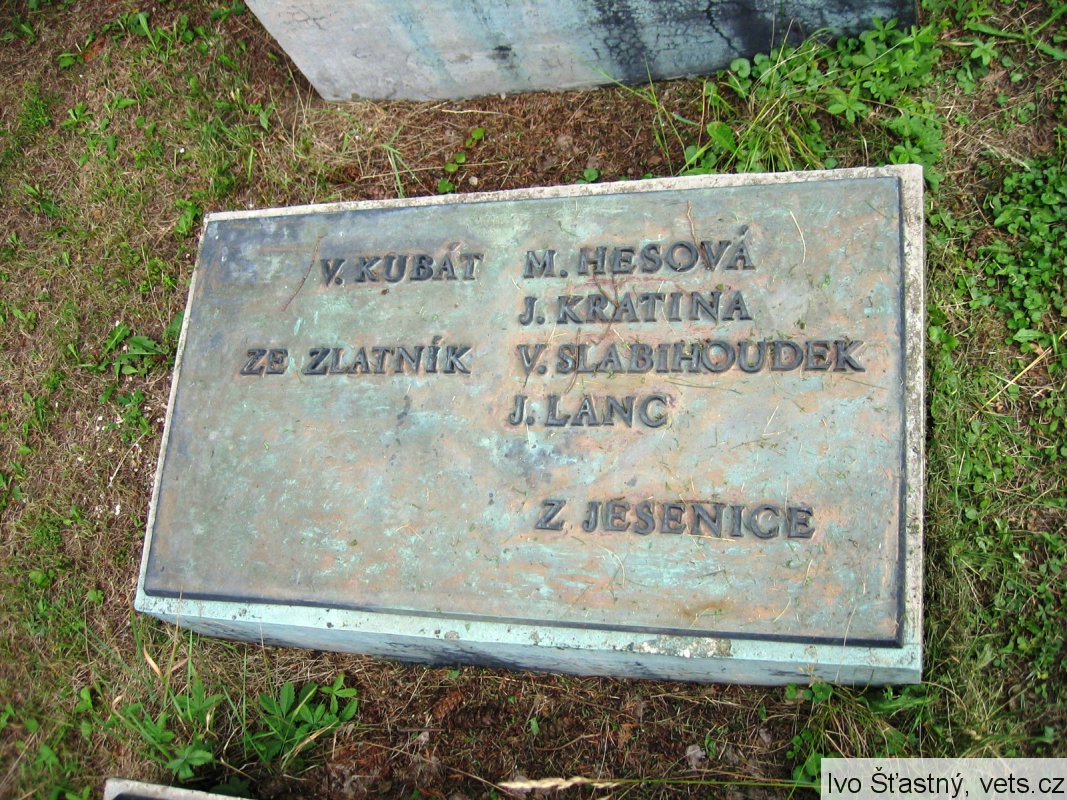 V. KUBÁT
ZE ZLATNÍK
M. HESOVÁ
J. KRATINA
V. SLABIHOUDEK
J. LANC
Z JESENICE
Ivo Šťastný, vets.cz